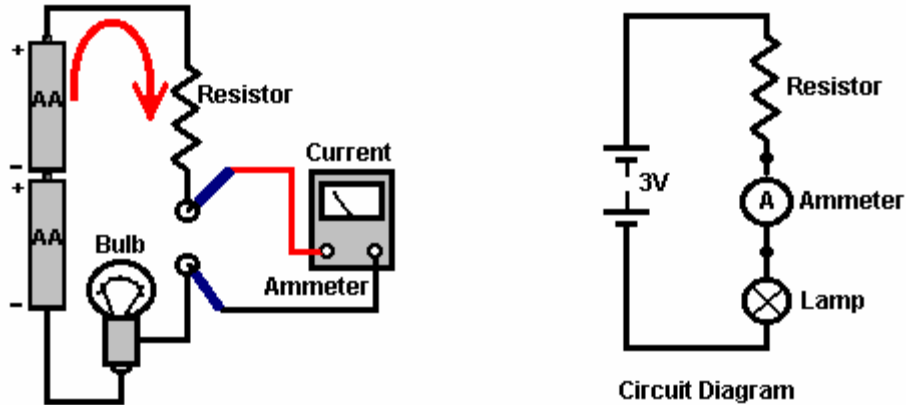 +
AA
Resistor
−
+
AA
−
Bulb
Current
Ammeter
Resistor
3V
A
Ammeter
Lamp
Circuit Diagram